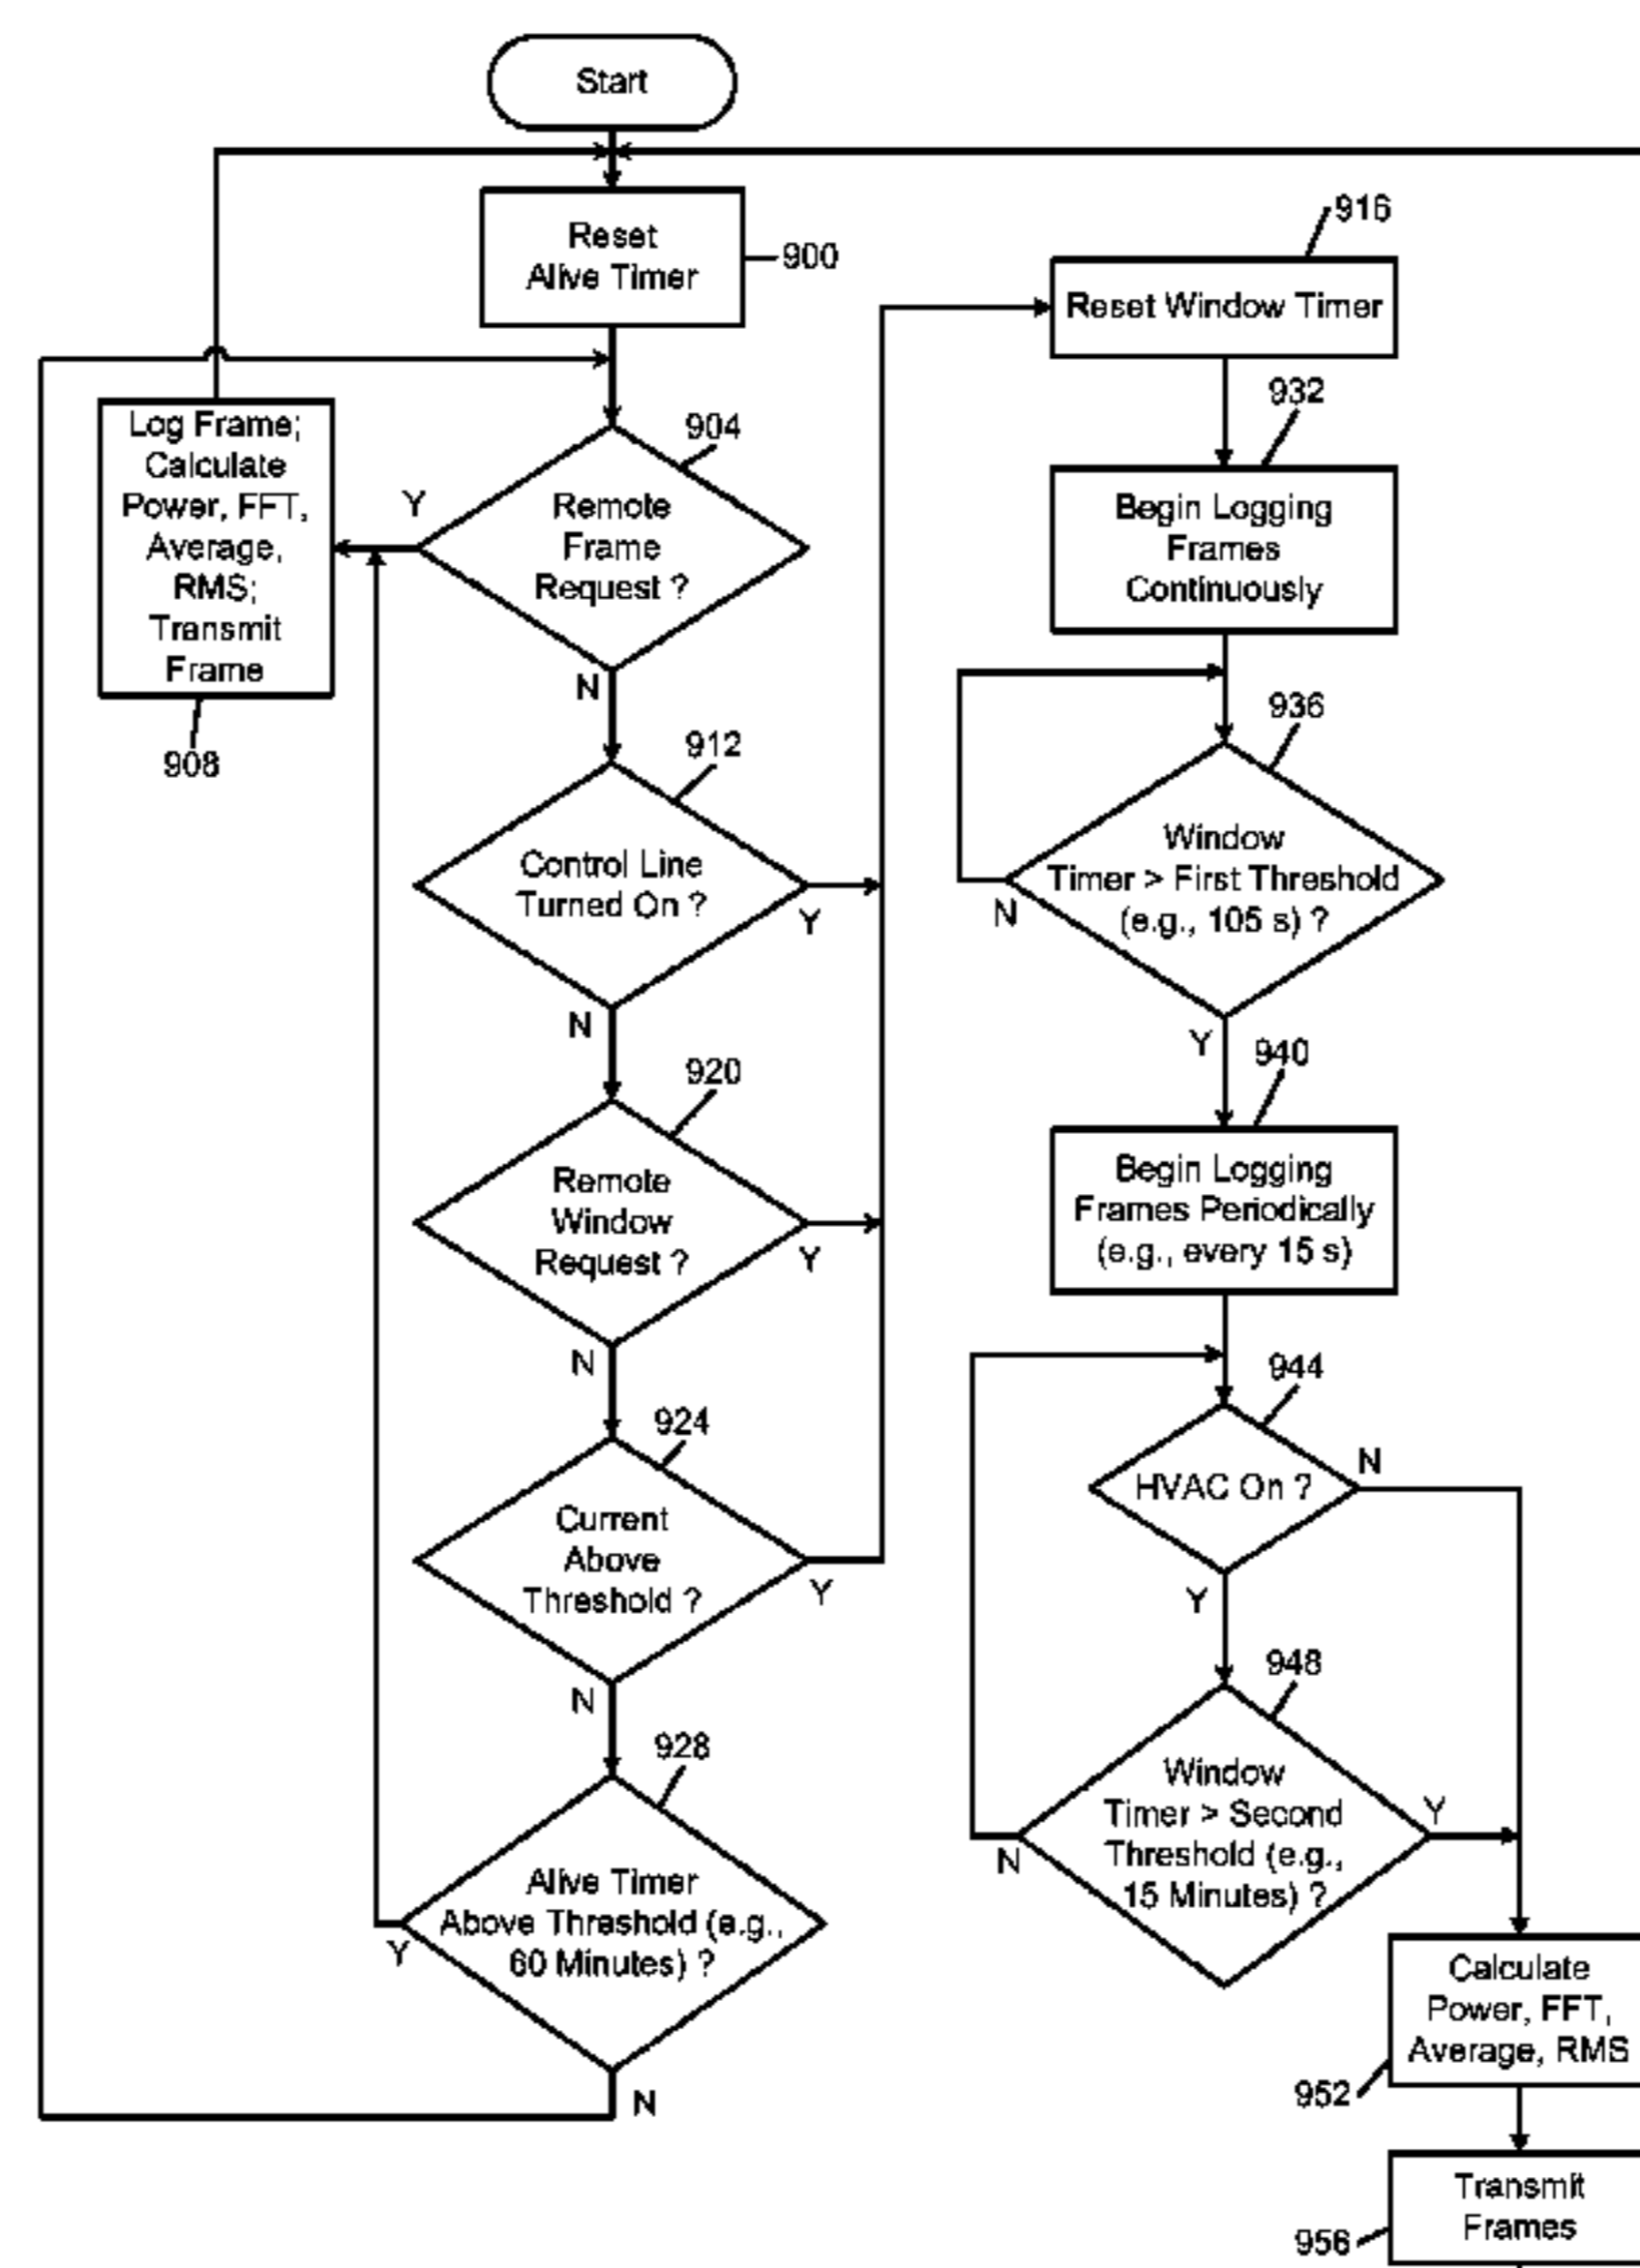 Start
Reset
Alive Timer
900
Log Frame;
Calculate
Power, FFT,
Average,
RMS;
Transmit
Frame
908
904
Remote
Frame
Request ?
Y
N
912
Control Line
Turned On ?
Y
N
920
Remote
Window
Request ?
Y
N
924
Current
Above
Threshold ?
Y
N
928
Alive Timer
Above Threshold (e.g.,
60 Minutes) ?
Y
N
916
Reset Window Timer
932
Begin Logging
Frames
Continuously
936
Window
Timer > First Threshold
(e.g., 105 s) ?
N
Y
940
Begin Logging
Frames Periodically
(e.g., every 15 s)
944
HVAC On ?
N
Y
948
Window
Timer > Second
Threshold (e.g.,
15 Minutes) ?
Y
N
Calculate
Power, FFT,
Average, RMS
952
Transmit
Frames
956